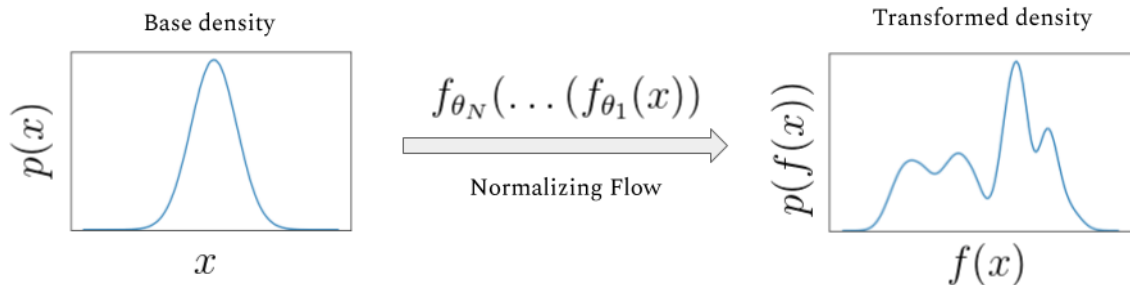 Base density
p(x)
x
f_{θ_N}(...(f_{θ_1}(x))
Normalizing Flow
Transformed density
p(f(x))
f(x)